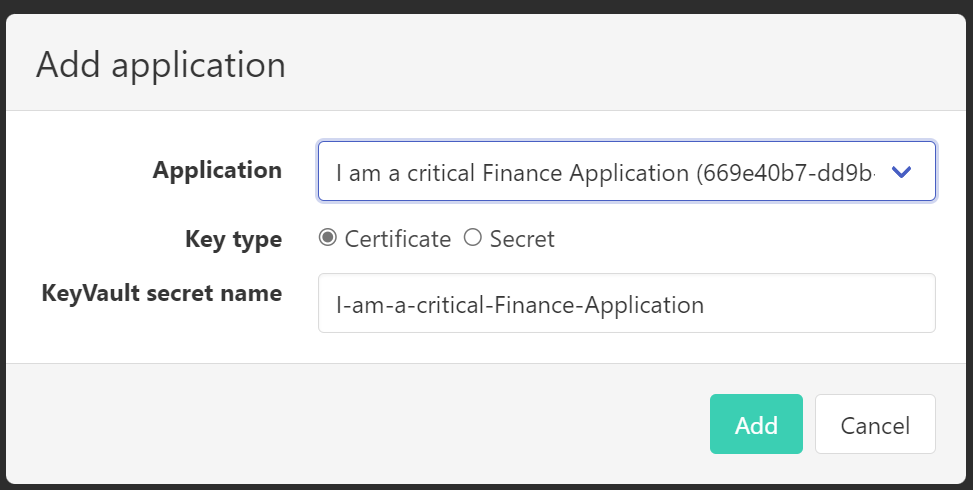 Add application
Application
I am a critical Finance Application (669e40b7-dd9b-
Key type
Certificate Secret
KeyVault secret name
I-am-a-critical-Finance-Application
Add Cancel